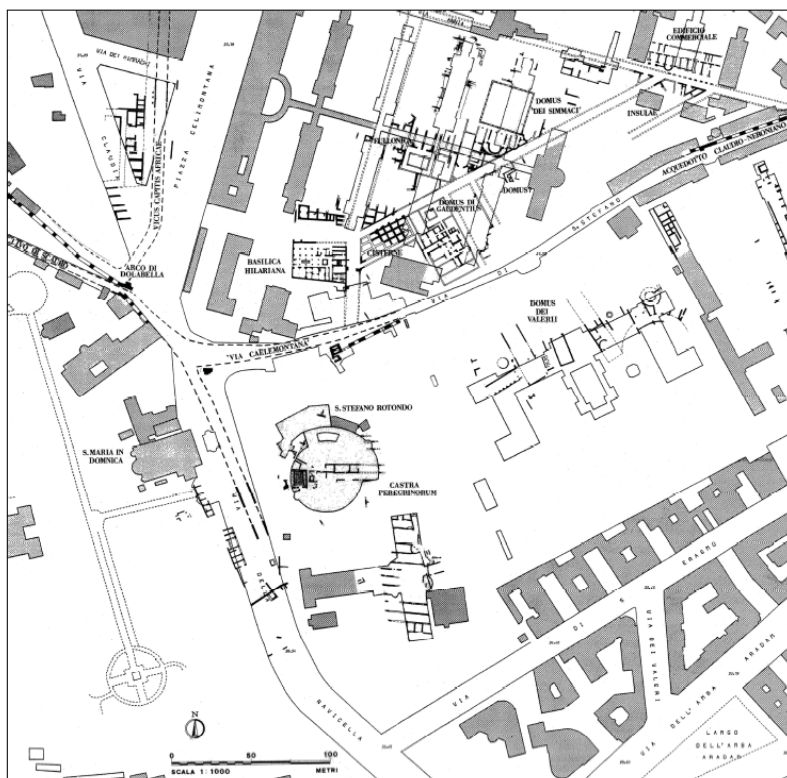 EDIFICIO
COMMERCIALE
VIA DEI
VIA
CLAUDIA
PIAZZA CELIMONTANA
VICUS CAPITIS AFRICAE
DOMUS
DEI SIMMACI
INSULAE
FULLONICA
ACQUEDOTTO CLAUDIO-NERONIANO
DOMUS?
DOMUS DI
GAUDENTIUS
VIA DI S. STEFANO
BASILICA
HILARIANA
CISTERNE
ARCO DI
DOLABELLA
DOMUS
DEI
VALERII
"VIA CAELEMONTANA"
S. STEFANO ROTONDO
S. MARIA IN
DOMNICA
CASTRA
PEREGRINORUM
VIA DELLA NAVICELLA
VIA DI S. ERASMO
VIA DEI VALERI
VIA DELL'AMBA ARADAM
LARGO
DELL'AMBA
ARADAM
N
0 50 100
SCALA 1:1000 METRI